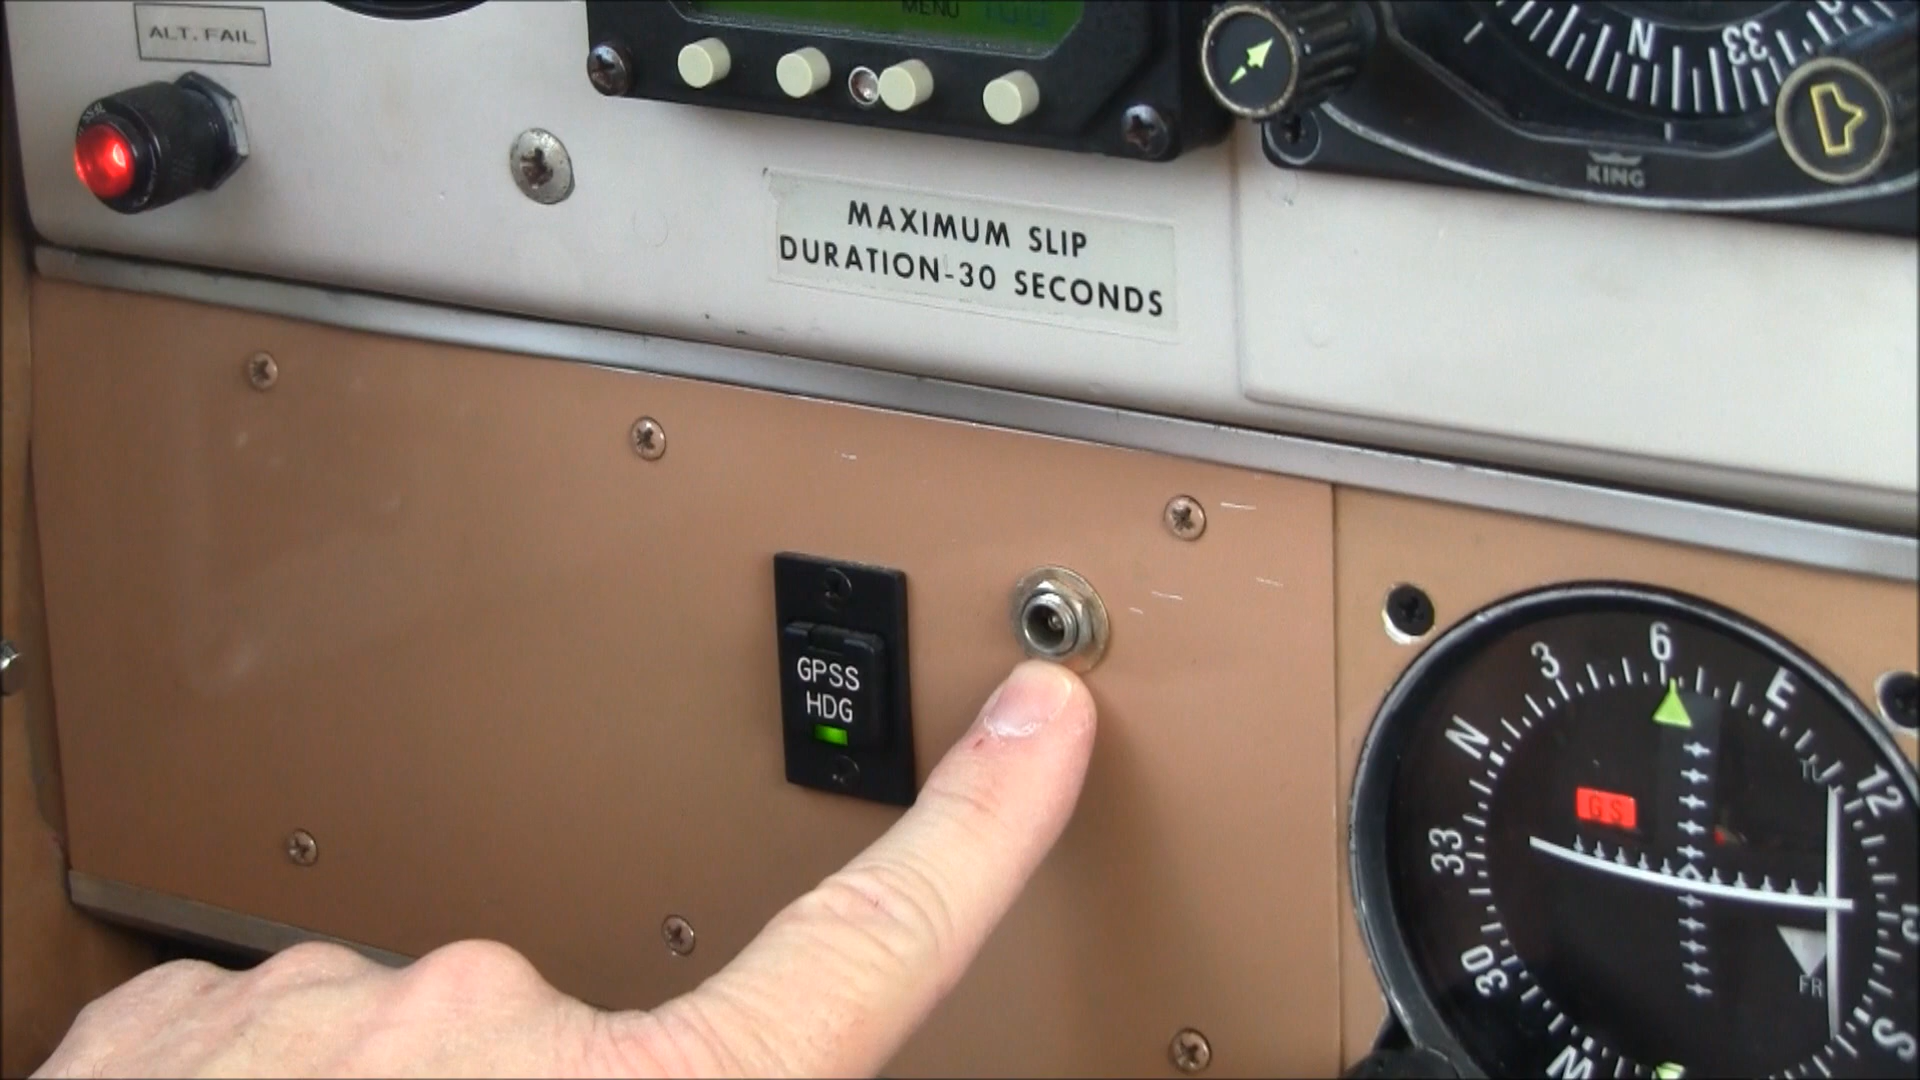 ALT. FAIL
MENU
N
33
KING
MAXIMUM SLIP
DURATION-30 SECONDS
GPSS
HDG
3
6
E
12
N
GS
33
30
FR
S
W